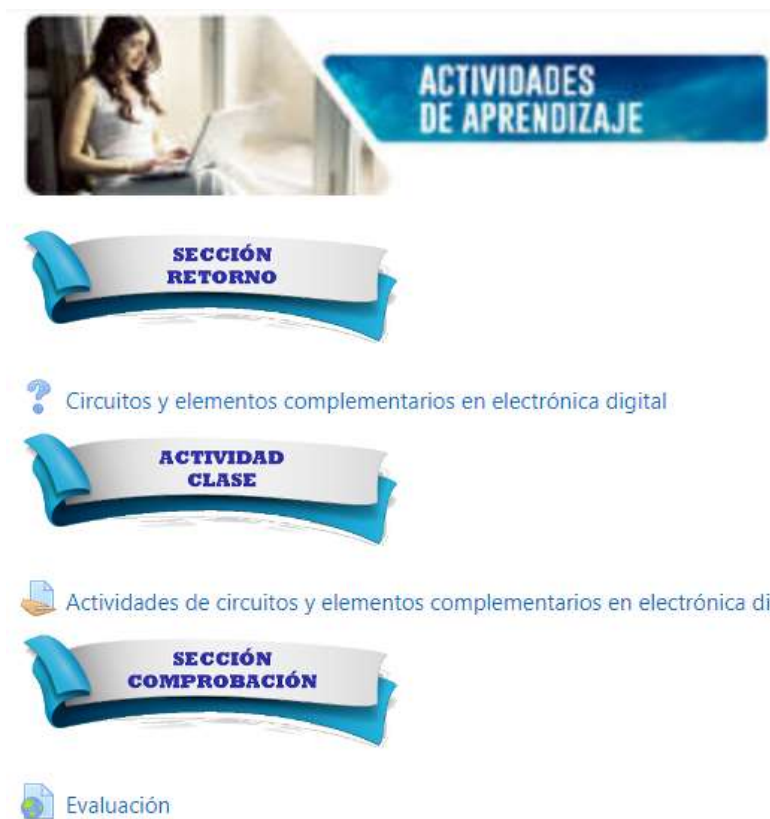 ACTIVIDADES
DE APRENDIZAJE
SECCIÓN
RETORNO
Circuitos y elementos complementarios en electrónica digital
ACTIVIDAD
CLASE
Actividades de circuitos y elementos complementarios en electrónica di
SECCIÓN
COMPROBACIÓN
Evaluación